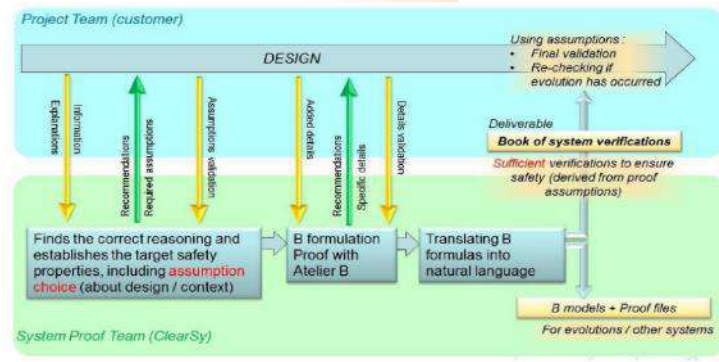 Project Team (customer)
DESIGN
Using assumptions :
• Final validation
• Re-checking if
evolution has occurred
Information
Explanations
Recommendations
Required assumptions
Assumptions validation
Added details
Recommendations
Specific details
Details validation
Deliverable
Book of system verifications
Sufficient verifications to ensure
safety (derived from proof
assumptions)
Finds the correct reasoning and
establishes the target safety
properties, including assumption
choice (about design / context)
B formulation
Proof with
Atelier B
Translating B
formulas into
natural language
B models + Proof files
For evolutions / other systems
System Proof Team (ClearSy)